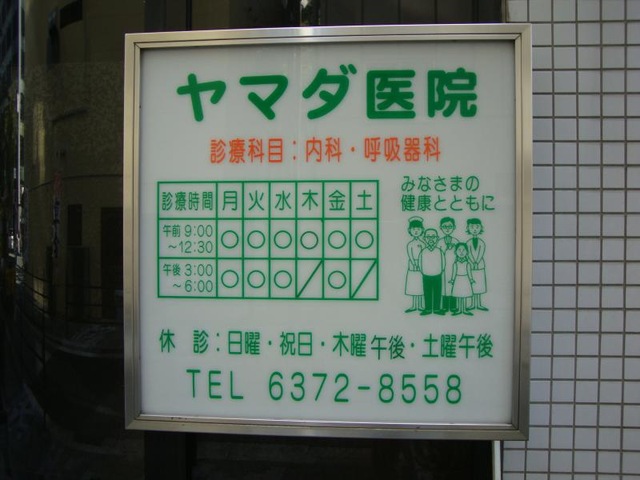 ヤマダ医院
診療科目：内科・呼吸器科
診療時間 月 火 水 木 金 土
午前 9:00 ～12:30 ○ ○ ○ ○ ○ ○
午後 3:00 ～6:00 ○ ○ ○ ／ ○ ／
みなさまの
健康とともに
休 診：日曜・祝日・木曜午後・土曜午後
TEL 6372-8558